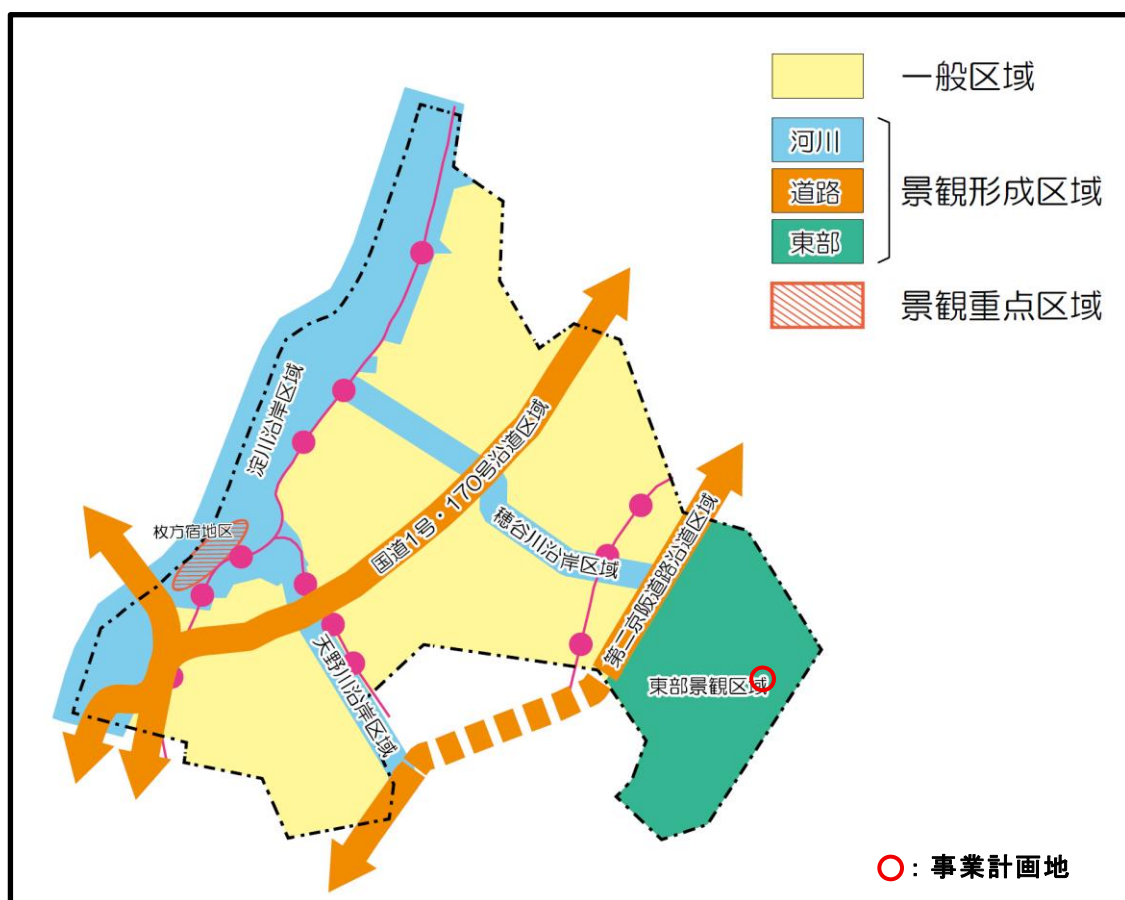 一般区域
河川
道路
東部
景観形成区域
景観重点区域
淀川沿岸区域
枚方宿地区
国道1号・170号沿道区域
穂谷川沿岸区域
天野川沿岸区域
第二京阪道路沿道区域
東部景観区域
○：事業計画地